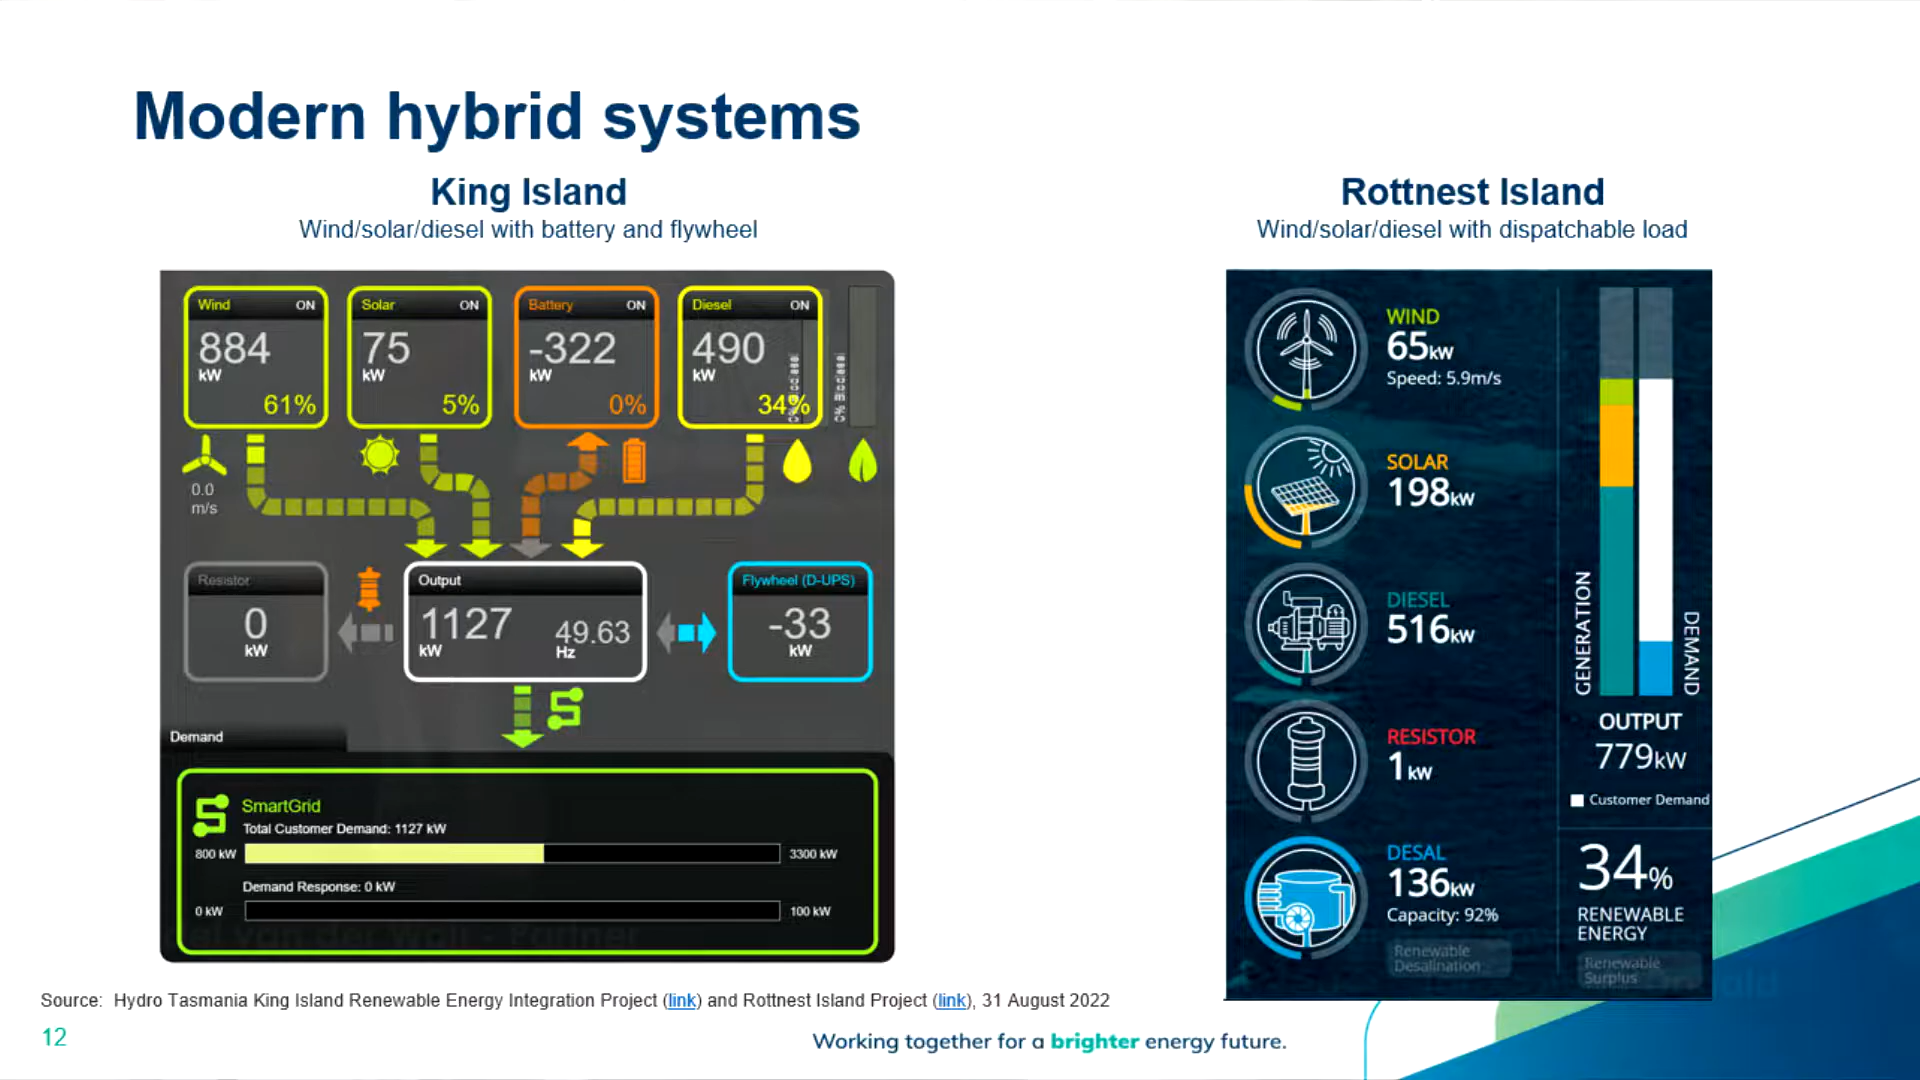 Modern hybrid systems
King Island
Wind/solar/diesel with battery and flywheel
Wind ON
884
kW
61%
Solar ON
75
kW
5%
Battery ON
-322
kW
0%
Diesel ON
490
kW
34%
0% Biodiesel
0.0
m/s
Resistor
0
kW
Output
1127
kW
49.63
Hz
Flywheel (D-UPS)
-33
kW
Demand
SmartGrid
Total Customer Demand: 1127 kW
800 kW 3300 kW
Demand Response: 0 kW
0 kW 100 kW
Rottnest Island
Wind/solar/diesel with dispatchable load
WIND
65kW
Speed: 5.9m/s
SOLAR
198kW
DIESEL
516kW
RESISTOR
1kW
DESAL
136kW
Capacity: 92%
Renewable
Desalination
GENERATION
DEMAND
OUTPUT
779kW
Customer Demand
34%
RENEWABLE
ENERGY
Renewable
Surplus
Source: Hydro Tasmania King Island Renewable Energy Integration Project (link) and Rottnest Island Project (link), 31 August 2022
12
Working together for a brighter energy future.